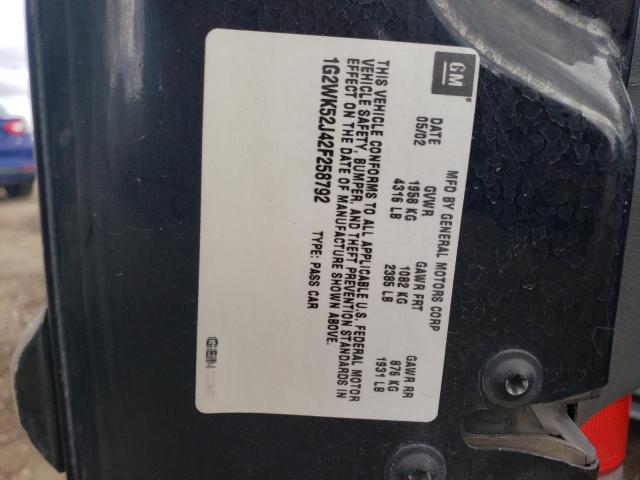 GM
MFD BY GENERAL MOTORS CORP
DATE GVWR GAWR FRT GAWR RR
05/02 1958 KG 1082 KG 876 KG
4316 LB 2385 LB 1931 LB
THIS VEHICLE CONFORMS TO ALL APPLICABLE U.S. FEDERAL MOTOR
VEHICLE SAFETY, BUMPER, AND THEFT PREVENTION STANDARDS IN
EFFECT ON THE DATE OF MANUFACTURE SHOWN ABOVE.
1G2WK52J42F258792 TYPE: PASS CAR